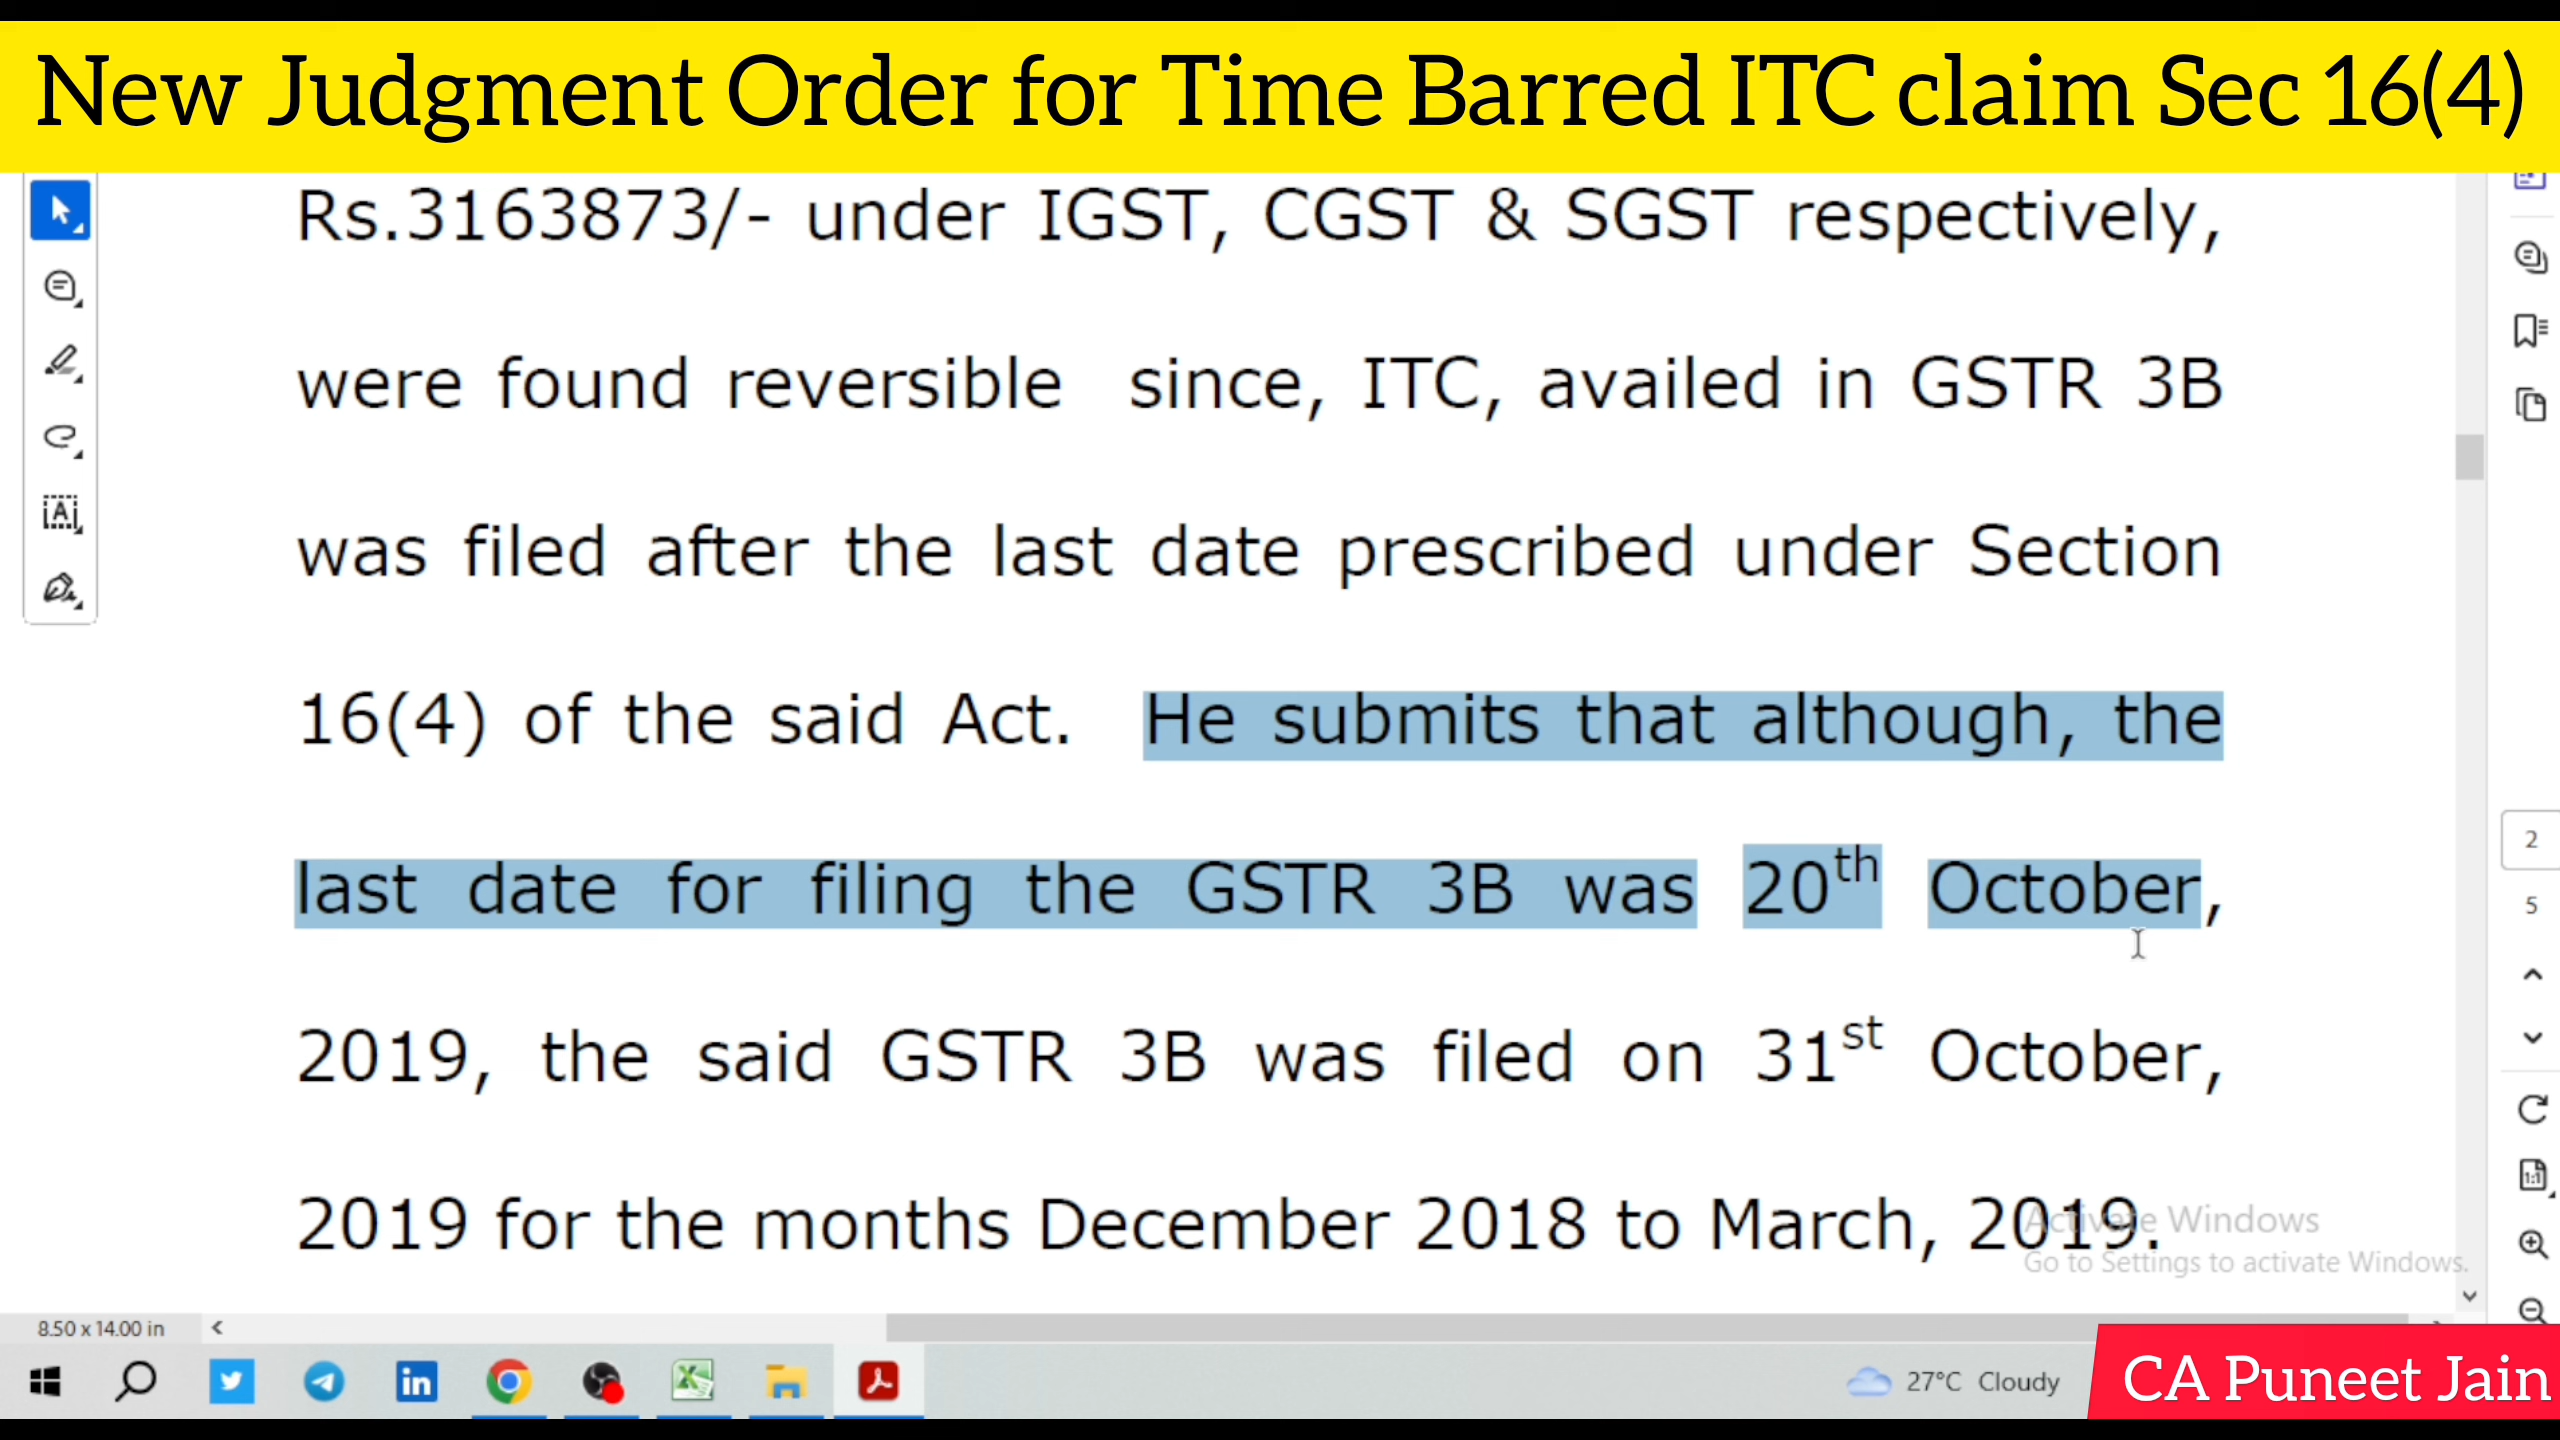 New Judgment Order for Time Barred ITC claim Sec 16(4)
Rs.3163873/- under IGST, CGST & SGST respectively,
were found reversible since, ITC, availed in GSTR 3B
was filed after the last date prescribed under Section
16(4) of the said Act. He submits that although, the
last date for filing the GSTR 3B was 20th October,
2019, the said GSTR 3B was filed on 31st October,
2019 for the months December 2018 to March, 2019.
Activate Windows
Go to Settings to activate Windows.
2
5
8.50 x 14.00 in
27°C Cloudy
CA Puneet Jain